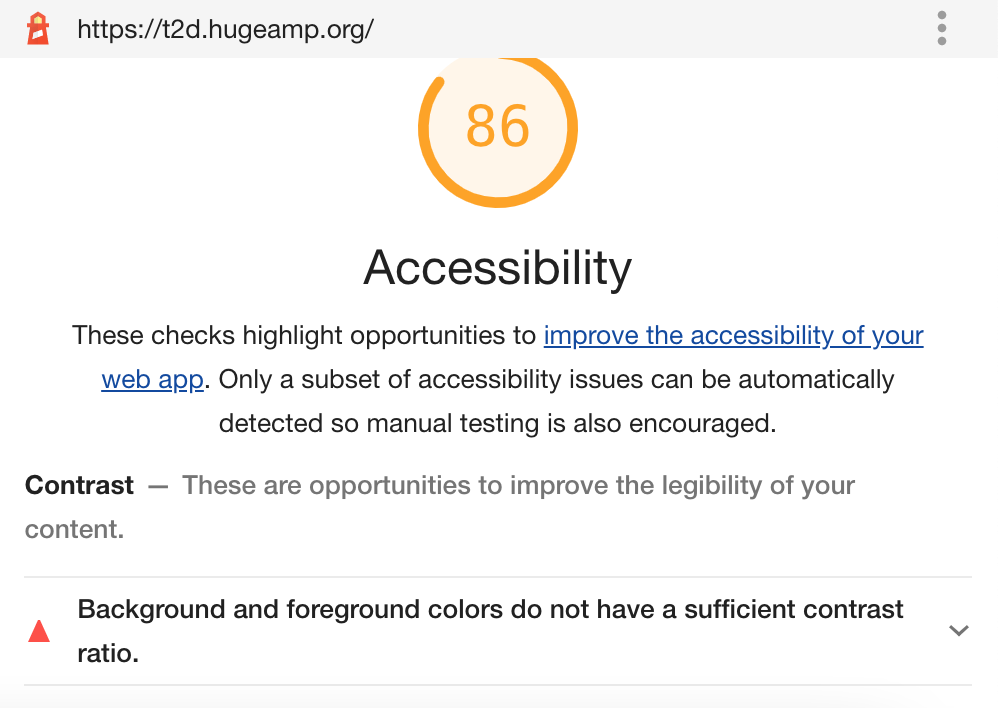 https://t2d.hugeamp.org/
86
Accessibility
These checks highlight opportunities to improve the accessibility of your
web app. Only a subset of accessibility issues can be automatically
detected so manual testing is also encouraged.
Contrast — These are opportunities to improve the legibility of your
content.
Background and foreground colors do not have a sufficient contrast
ratio.